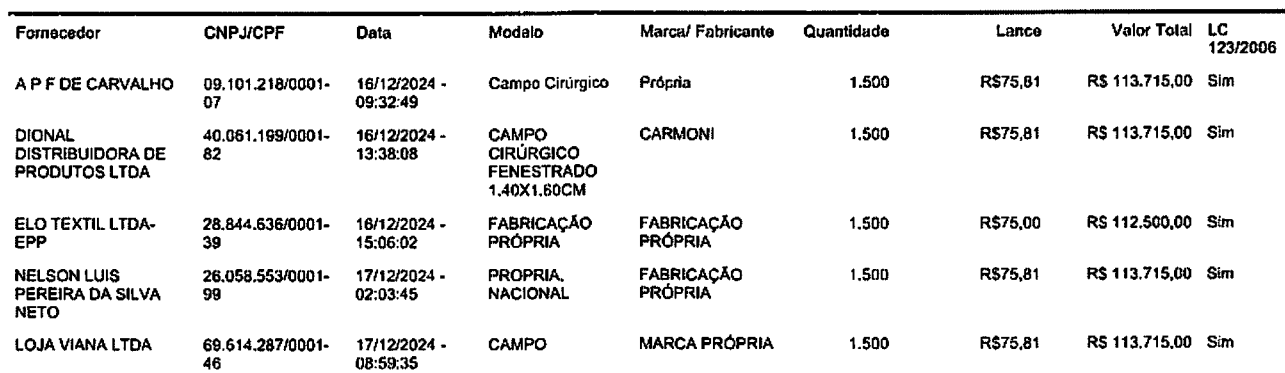 Fornecedor CNPJ/CPF Data Modelo Marca/ Fabricante Quantidade Lance Valor Total LC
123/2006
A P F DE CARVALHO 09.101.218/0001- 16/12/2024 - Campo Cirúrgico Própria 1.500 R$75,81 R$ 113.715,00 Sim
07 09:32:49
DIONAL 40.061.199/0001- 16/12/2024 - CAMPO CARMONI 1.500 R$75,81 R$ 113.715,00 Sim
DISTRIBUIDORA DE 82 13:38:08 CIRÚRGICO
PRODUTOS LTDA FENESTRADO
1,40X1,60CM
ELO TEXTIL LTDA- 28.844.636/0001- 16/12/2024 - FABRICAÇÃO FABRICAÇÃO 1.500 R$75,00 R$ 112.500,00 Sim
EPP 39 15:06:02 PRÓPRIA PRÓPRIA
NELSON LUIS 26.058.553/0001- 17/12/2024 - PROPRIA, FABRICAÇÃO 1.500 R$75,81 R$ 113.715,00 Sim
PEREIRA DA SILVA 99 02:03:45 NACIONAL PRÓPRIA
NETO
LOJA VIANA LTDA 69.614.287/0001- 17/12/2024 - CAMPO MARCA PRÓPRIA 1.500 R$75,81 R$ 113.715,00 Sim
46 08:59:35